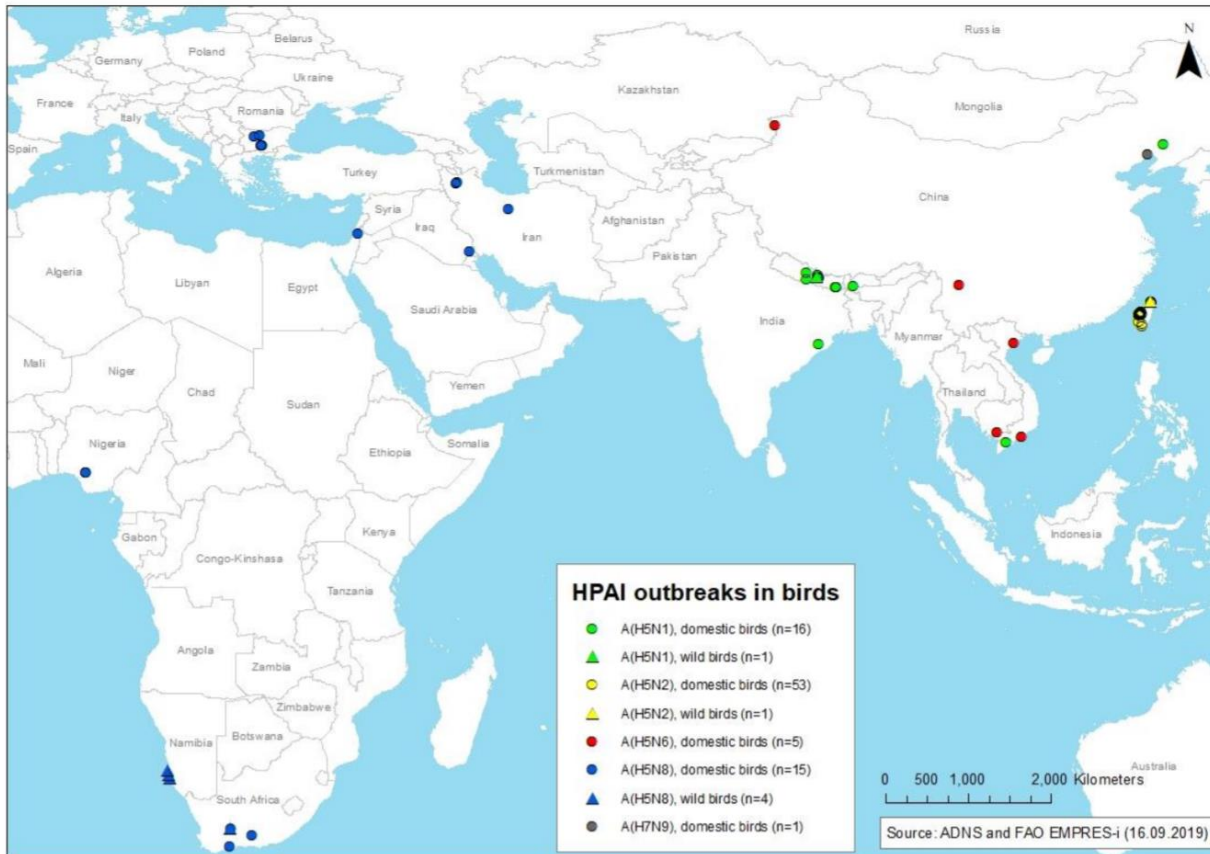 N
Russia
Belarus
Poland
Germany
Ukraine
Kazakhstan
France
Mongolia
Romania
Italy
Spain
Turkmenistan
Turkey
China
Syria
Afghanistan
Iraq
Iran
Pakistan
Algeria
Libyan
Egypt
Saudi Arabia
India
Myanmar
Mali
Niger
Yemen
Chad
Thailand
Sudan
Nigeria
Somalia
Ethiopia
Gabon
Kenya
Indonesia
Congo-Kinshasa
Tanzania
Angola
Zambia
Zimbabwe
Namibia
Botswana
South Africa
Australia
HPAI outbreaks in birds
A(H5N1), domestic birds (n=16)
A(H5N1), wild birds (n=1)
A(H5N2), domestic birds (n=53)
A(H5N2), wild birds (n=1)
A(H5N6), domestic birds (n=5)
A(H5N8), domestic birds (n=15)
A(H5N8), wild birds (n=4)
A(H7N9), domestic birds (n=1)
0 500 1,000 2,000 Kilometers
Source: ADNS and FAO EMPRES-i (16.09.2019)